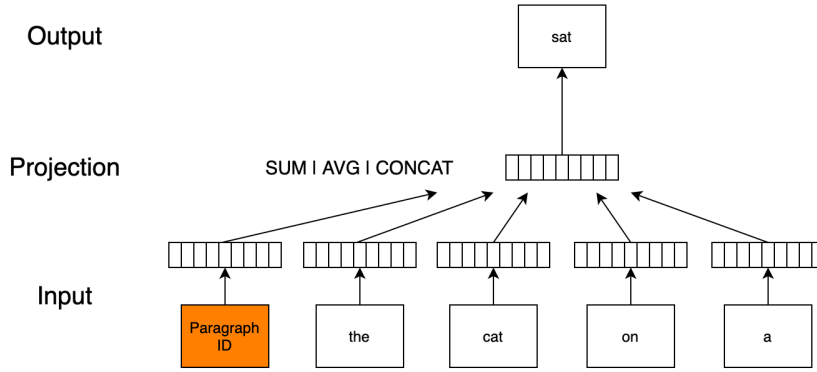 Output
sat
Projection
SUM | AVG | CONCAT
Input
Paragraph
ID
the
cat
on
a